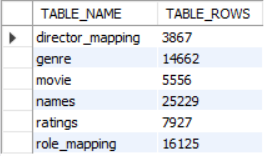 TABLE_NAME TABLE_ROWS
director_mapping 3867
genre 14662
movie 5556
names 25229
ratings 7927
role_mapping 16125